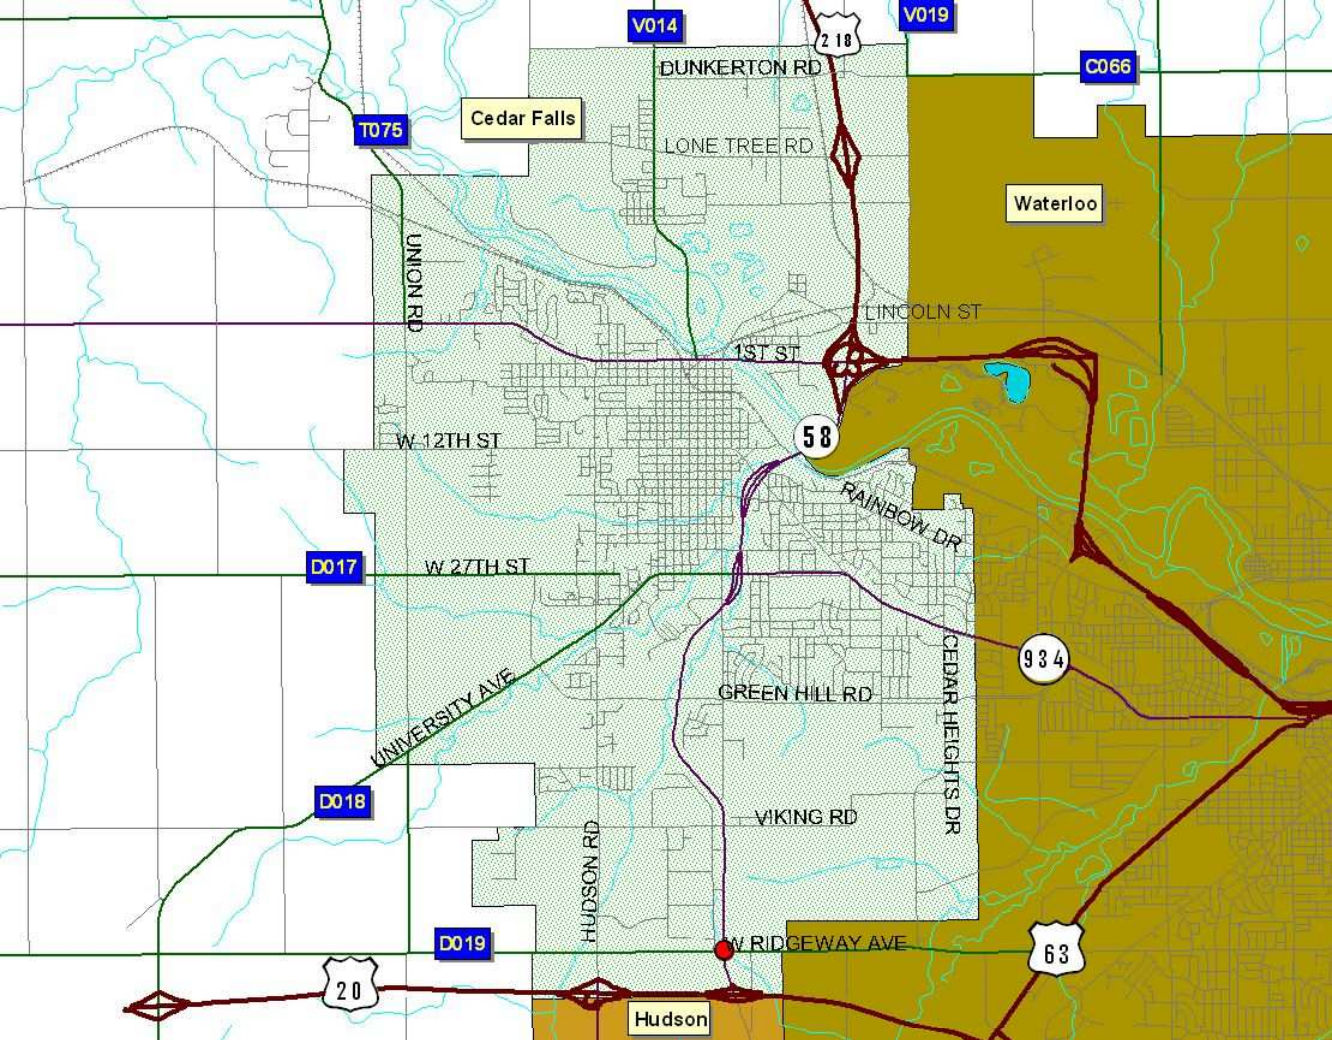 V014
V019
218
C066
DUNKERTON RD
Cedar Falls
T075
LONE TREE RD
Waterloo
UNION RD
LINCOLN ST
1ST ST
58
W 12TH ST
RAINBOW DR
D017
W 27TH ST
934
CEDAR HEIGHTS DR
GREEN HILL RD
UNIVERSITY AVE
D018
VIKING RD
HUDSON RD
D019
W RIDGEWAY AVE
63
20
Hudson